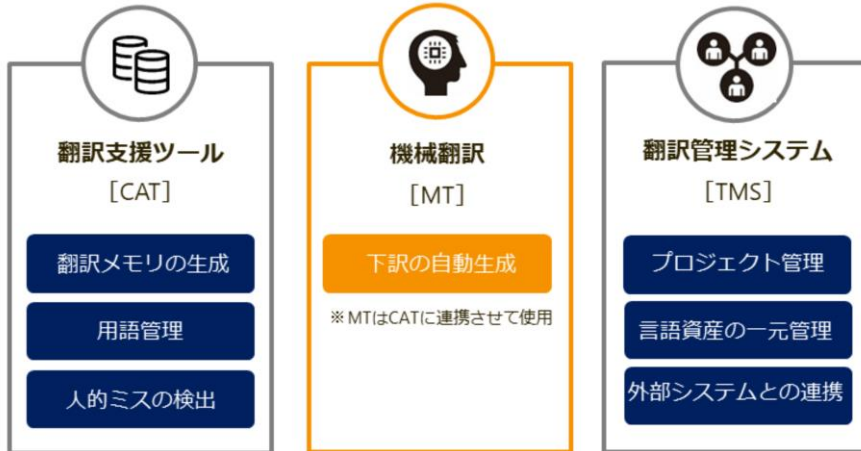 翻訳支援ツール
[CAT]
翻訳メモリの生成
用語管理
人的ミスの検出
機械翻訳
[MT]
下訳の自動生成
※ MTはCATに連携させて使用
翻訳管理システム
[TMS]
プロジェクト管理
言語資産の一元管理
外部システムとの連携